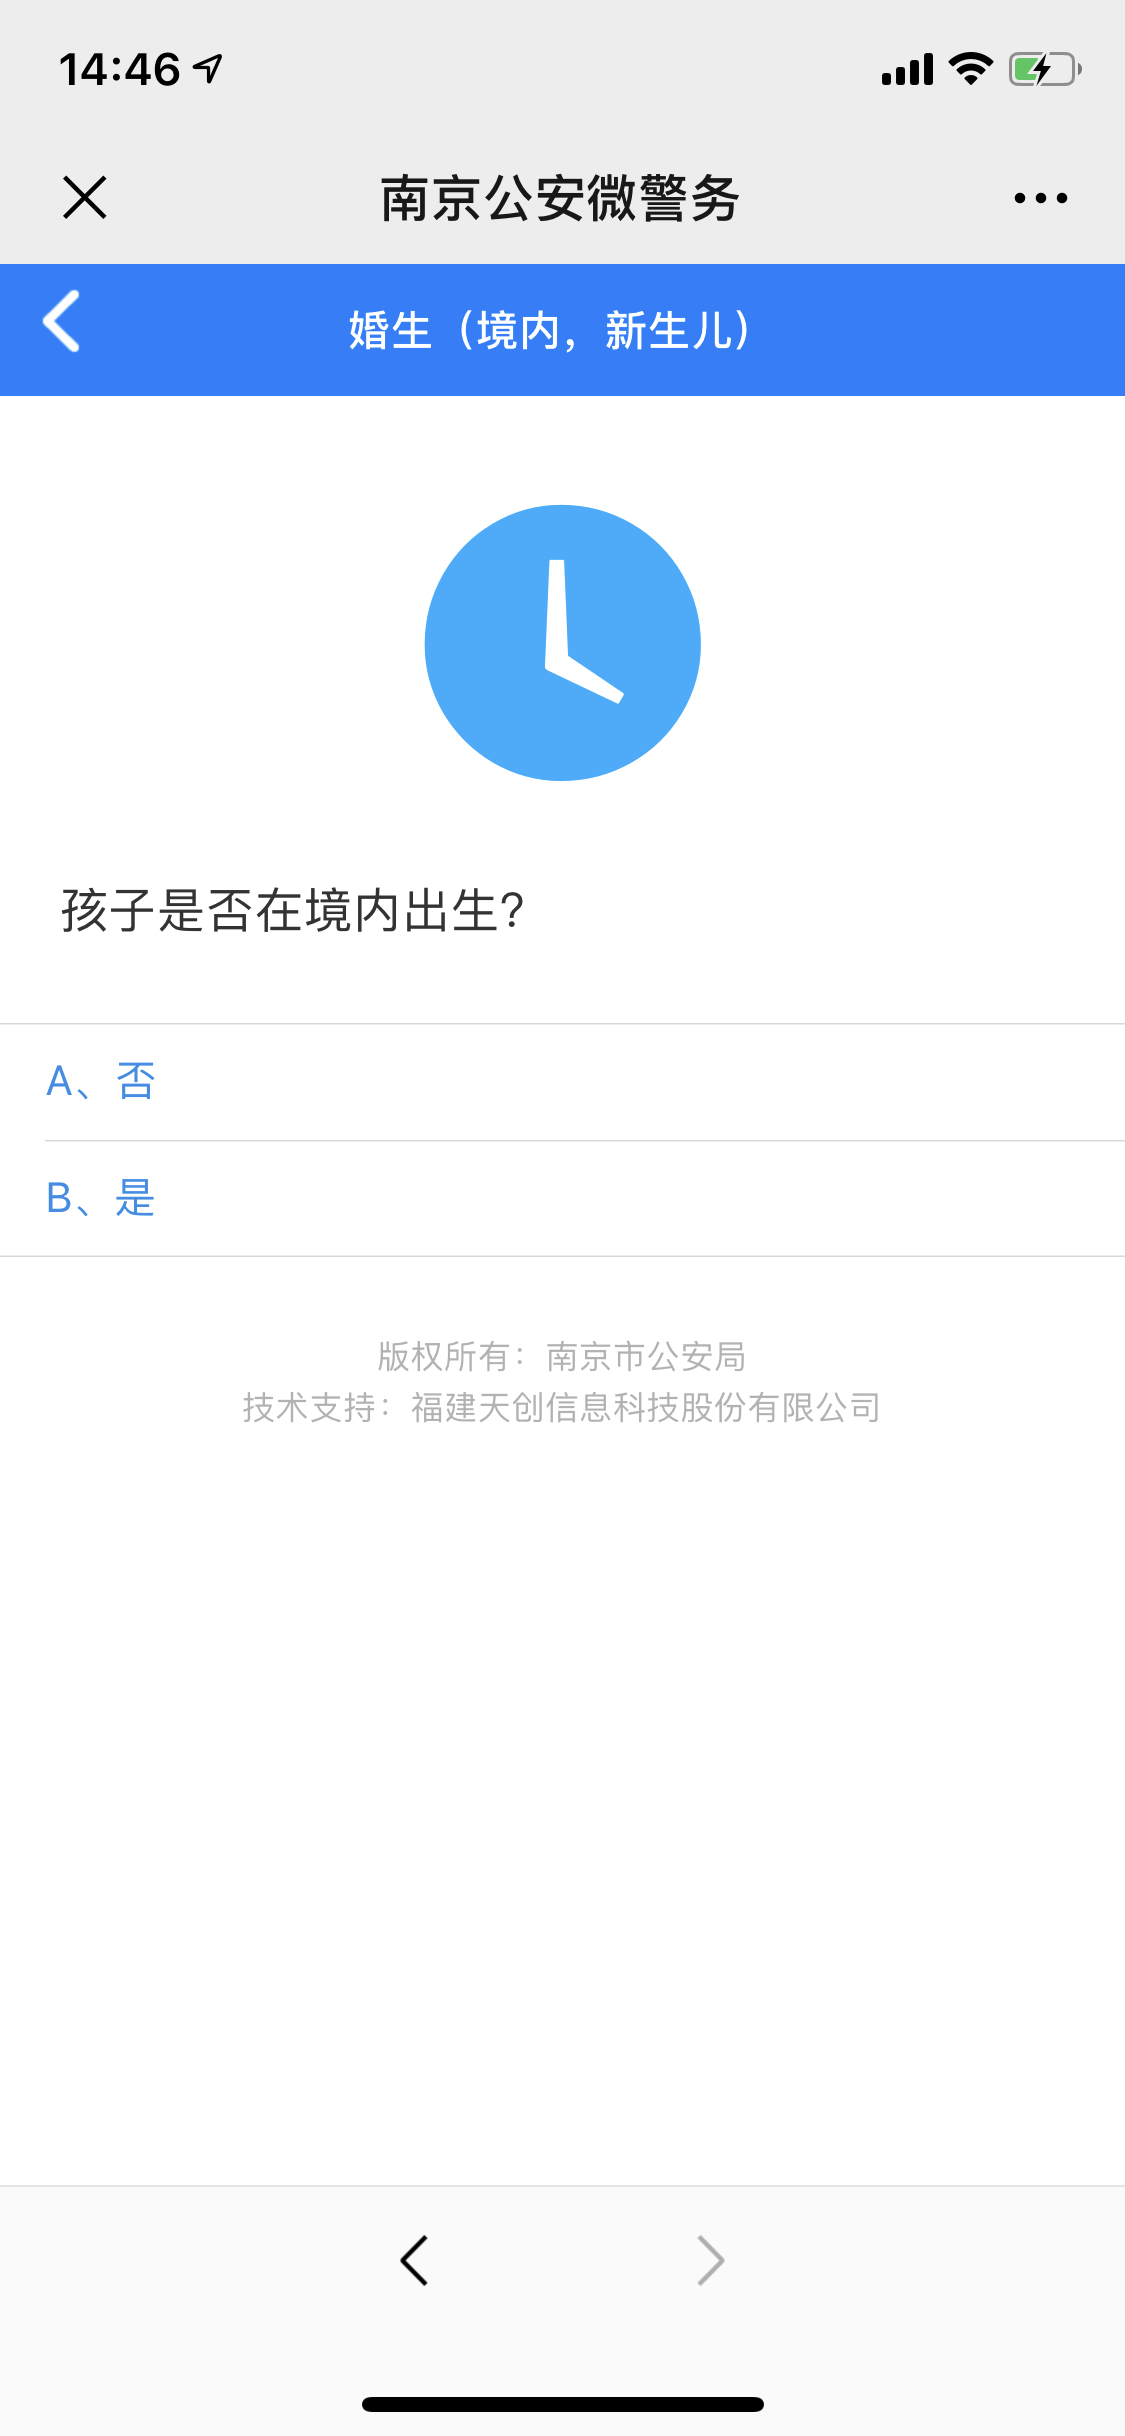 14:46
南京公安微警务
婚生（境内，新生儿）
孩子是否在境内出生?
A、否
B、是
版权所有：南京市公安局
技术支持：福建天创信息科技股份有限公司